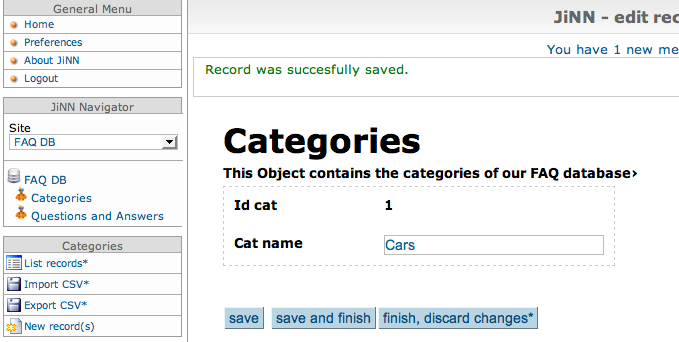 General Menu
Home
Preferences
About JiNN
Logout
JiNN Navigator
Site
FAQ DB
FAQ DB
Categories
Questions and Answers
Categories
List records*
Import CSV*
Export CSV*
New record(s)
JiNN - edit rec
You have 1 new me
Record was succesfully saved.
Categories
This Object contains the categories of our FAQ database›
Id cat 1
Cat name Cars
save save and finish finish, discard changes*